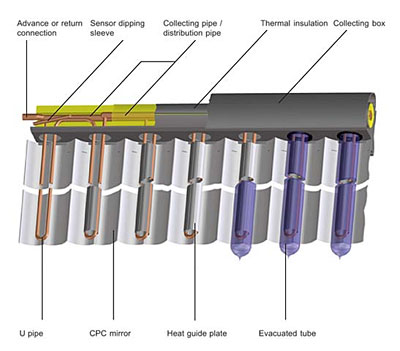 Advance or return
connection
Sensor dipping
sleeve
Collecting pipe /
distribution pipe
Thermal insulation
Collecting box
U pipe
CPC mirror
Heat guide plate
Evacuated tube